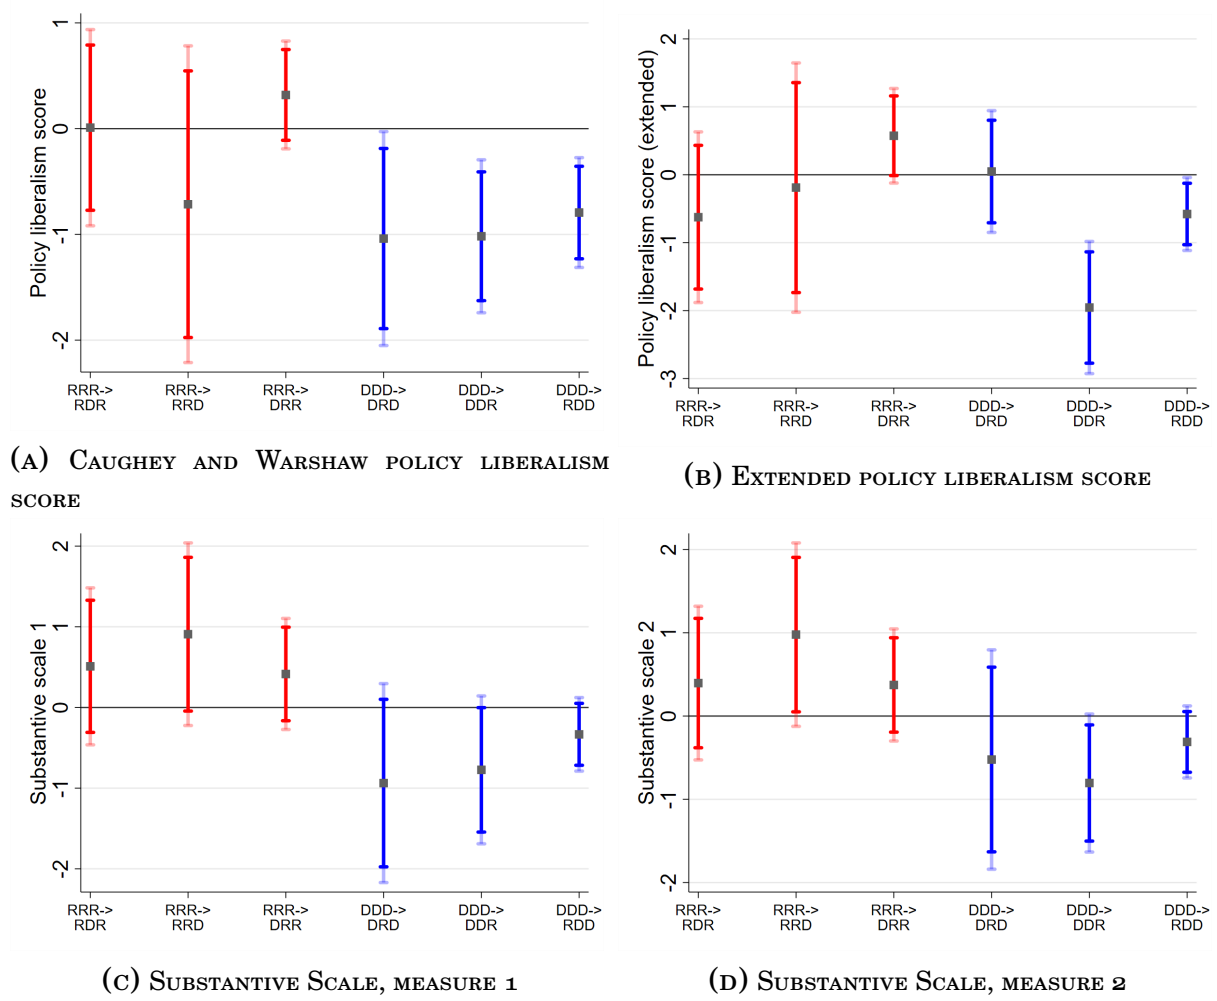 Policy liberalism score
1
0
-1
-2
RRR-> RRR-> RRR-> DDD-> DDD-> DDD->
RDR RRD DRR DRD DDR RDD
(A) Caughey and Warshaw policy liberalism
score
Policy liberalism score (extended)
2
1
0
-1
-2
-3
RRR-> RRR-> RRR-> DDD-> DDD-> DDD->
RDR RRD DRR DRD DDR RDD
(B) Extended policy liberalism score
Substantive scale 1
2
1
0
-1
-2
RRR-> RRR-> RRR-> DDD-> DDD-> DDD->
RDR RRD DRR DRD DDR RDD
(C) Substantive Scale, measure 1
Substantive scale 2
2
1
0
-1
-2
RRR-> RRR-> RRR-> DDD-> DDD-> DDD->
RDR RRD DRR DRD DDR RDD
(D) Substantive Scale, measure 2